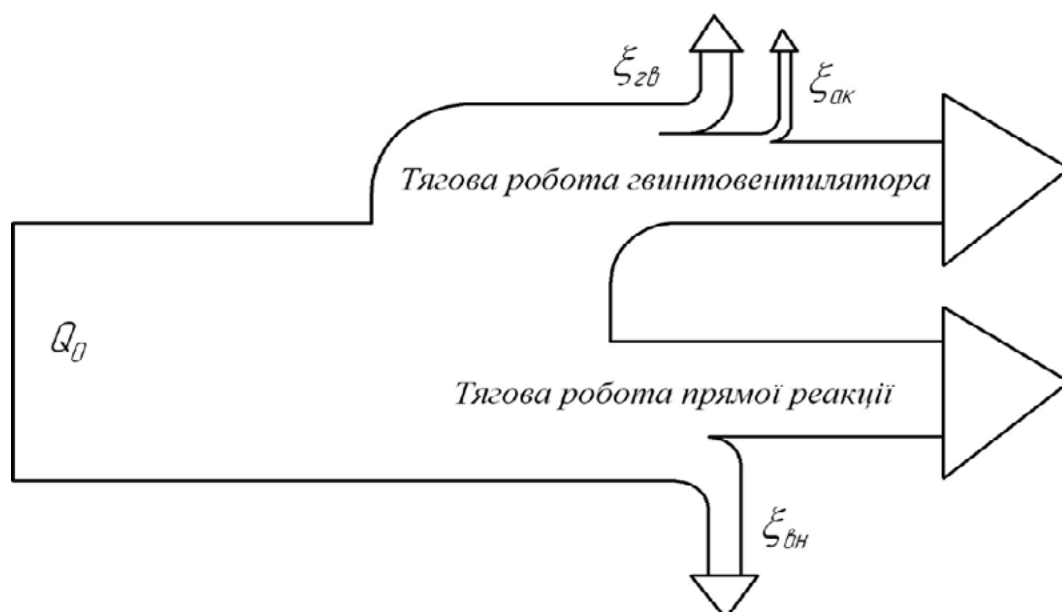 ξгв
ξак
Тягова робота гвинтовентилятора
Q0
Тягова робота прямої реакції
ξвн